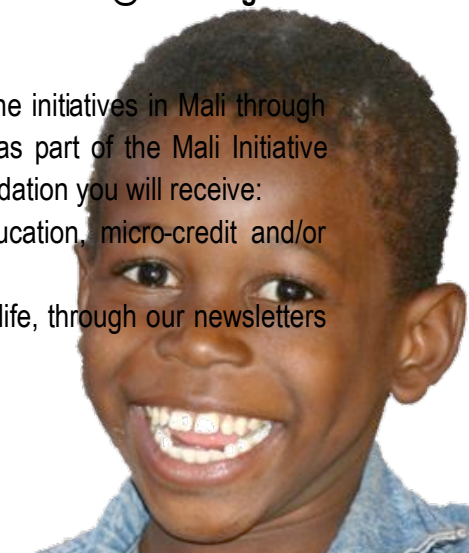 he initiatives in Mali through
as part of the Mali Initiative
dation you will receive:
ucation, micro-credit and/or
life, through our newsletters